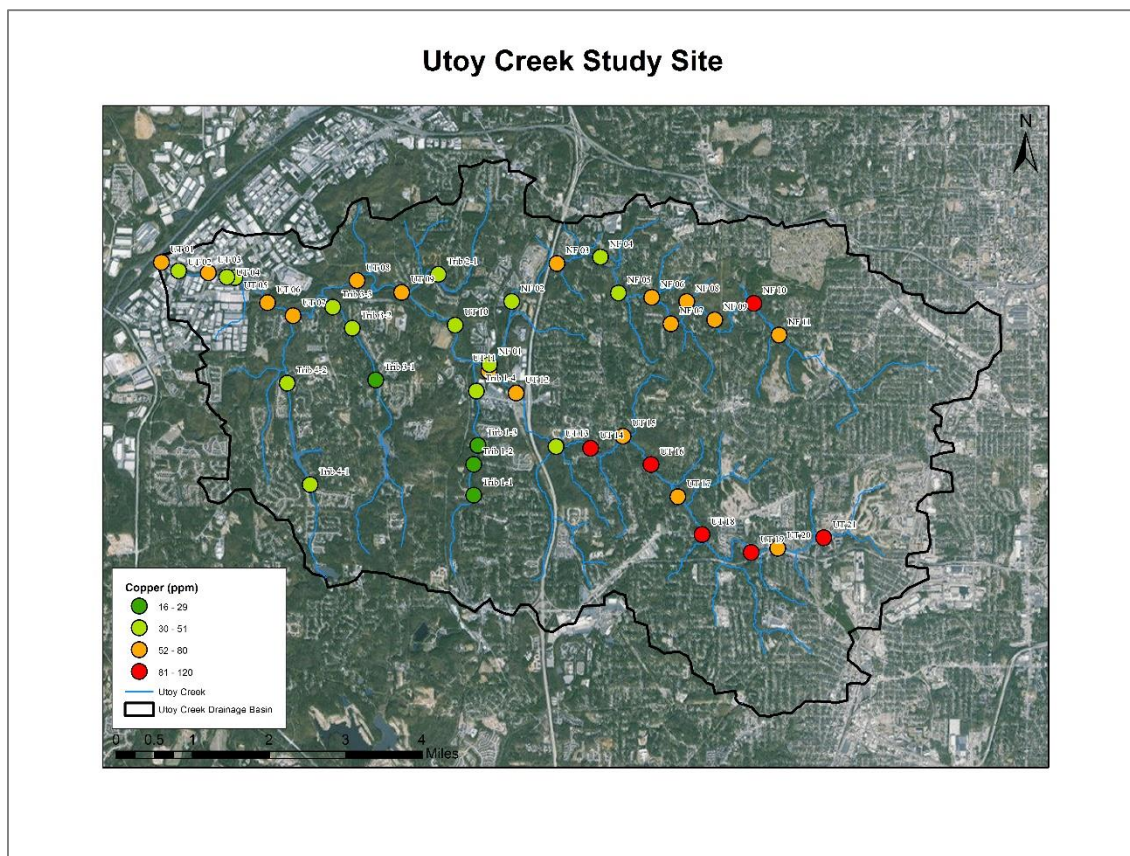 Utoy Creek Study Site
N
UT 01
UT 02
UT 03
UT 04
UT 05
UT 06
UT 07
UT 08
UT 09
Trib 2-1
Trib 3-3
Trib 3-2
Trib 3-1
Trib 4-2
Trib 4-1
UT 10
UT 11
NF 01
NF 02
NF 03
NF 04
NF 05
NF 06
NF 07
NF 08
NF 09
NF 10
NF 11
Trib 1-4
UT 12
Trib 1-3
Trib 1-2
Trib 1-1
UT 13
UT 14
UT 15
UT 16
UT 17
UT 18
UT 19
UT 20
UT 21
Copper (ppm)
16 - 29
30 - 51
52 - 80
81 - 120
Utoy Creek
Utoy Creek Drainage Basin
0 0.5 1 2 3 4
Miles